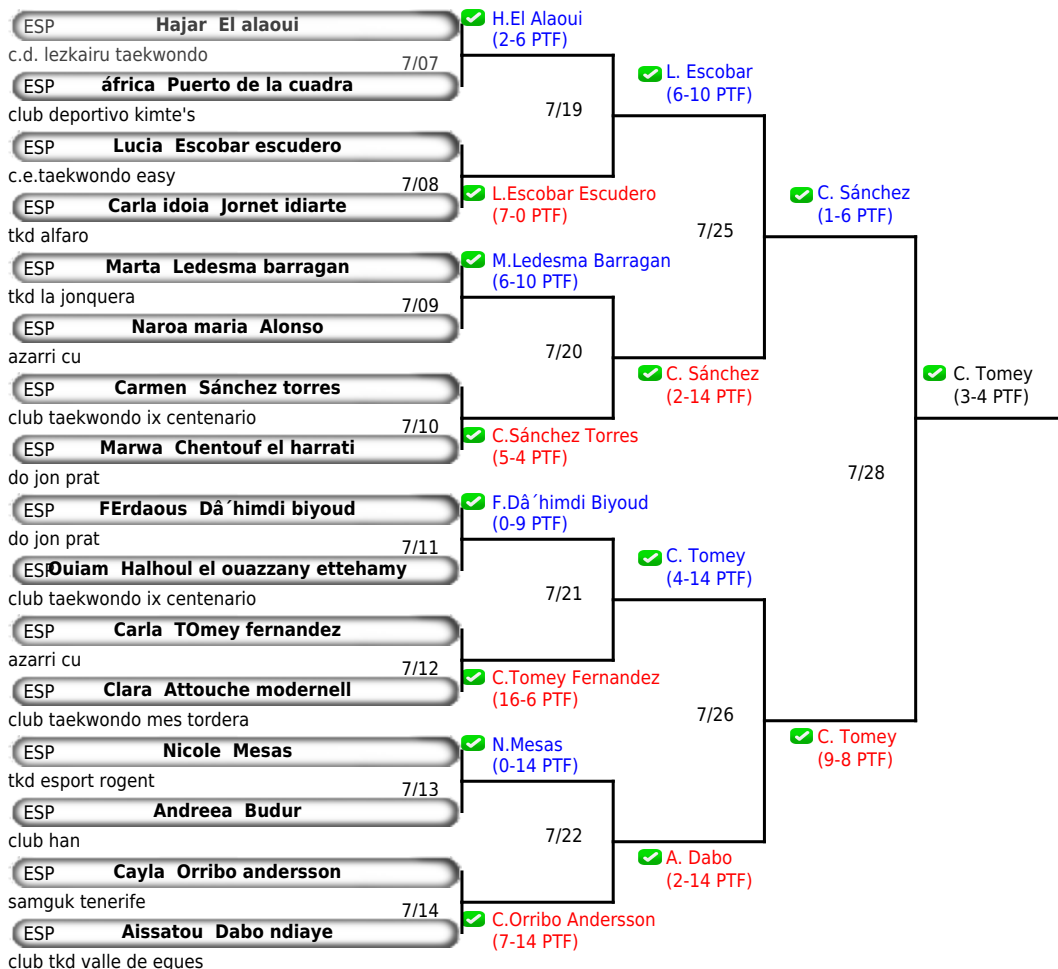 ESP Hajar El alaoui
c.d. lezkairu taekwondo
7/07
ESP áfrica Puerto de la cuadra
club deportivo kimte's
ESP Lucia Escobar escudero
c.e.taekwondo easy
7/08
ESP Carla idoia Jornet idiarte
tkd alfaro
ESP Marta Ledesma barragan
tkd la jonquera
7/09
ESP Naroa maria Alonso
azarri cu
ESP Carmen Sánchez torres
club taekwondo ix centenario
7/10
ESP Marwa Chentouf el harrati
do jon prat
ESP FErdaous Dâ´himdi biyoud
do jon prat
7/11
ESP Ouiam Halhoul el ouazzany ettehamy
club taekwondo ix centenario
ESP Carla TOmey fernandez
azarri cu
7/12
ESP Clara Attouche modernell
club taekwondo mes tordera
ESP Nicole Mesas
tkd esport rogent
7/13
ESP Andreea Budur
club han
ESP Cayla Orribo andersson
samguk tenerife
7/14
ESP Aissatou Dabo ndiaye
club tkd valle de egues
H.El Alaoui
(2-6 PTF)
7/19
L.Escobar Escudero
(7-0 PTF)
M.Ledesma Barragan
(6-10 PTF)
7/20
C.Sánchez Torres
(5-4 PTF)
F.Dâ´himdi Biyoud
(0-9 PTF)
7/21
C.Tomey Fernandez
(16-6 PTF)
N.Mesas
(0-14 PTF)
7/22
C.Orribo Andersson
(7-14 PTF)
L. Escobar
(6-10 PTF)
7/25
C. Sánchez
(2-14 PTF)
C. Tomey
(4-14 PTF)
7/26
A. Dabo
(2-14 PTF)
C. Sánchez
(1-6 PTF)
7/28
C. Tomey
(9-8 PTF)
C. Tomey
(3-4 PTF)